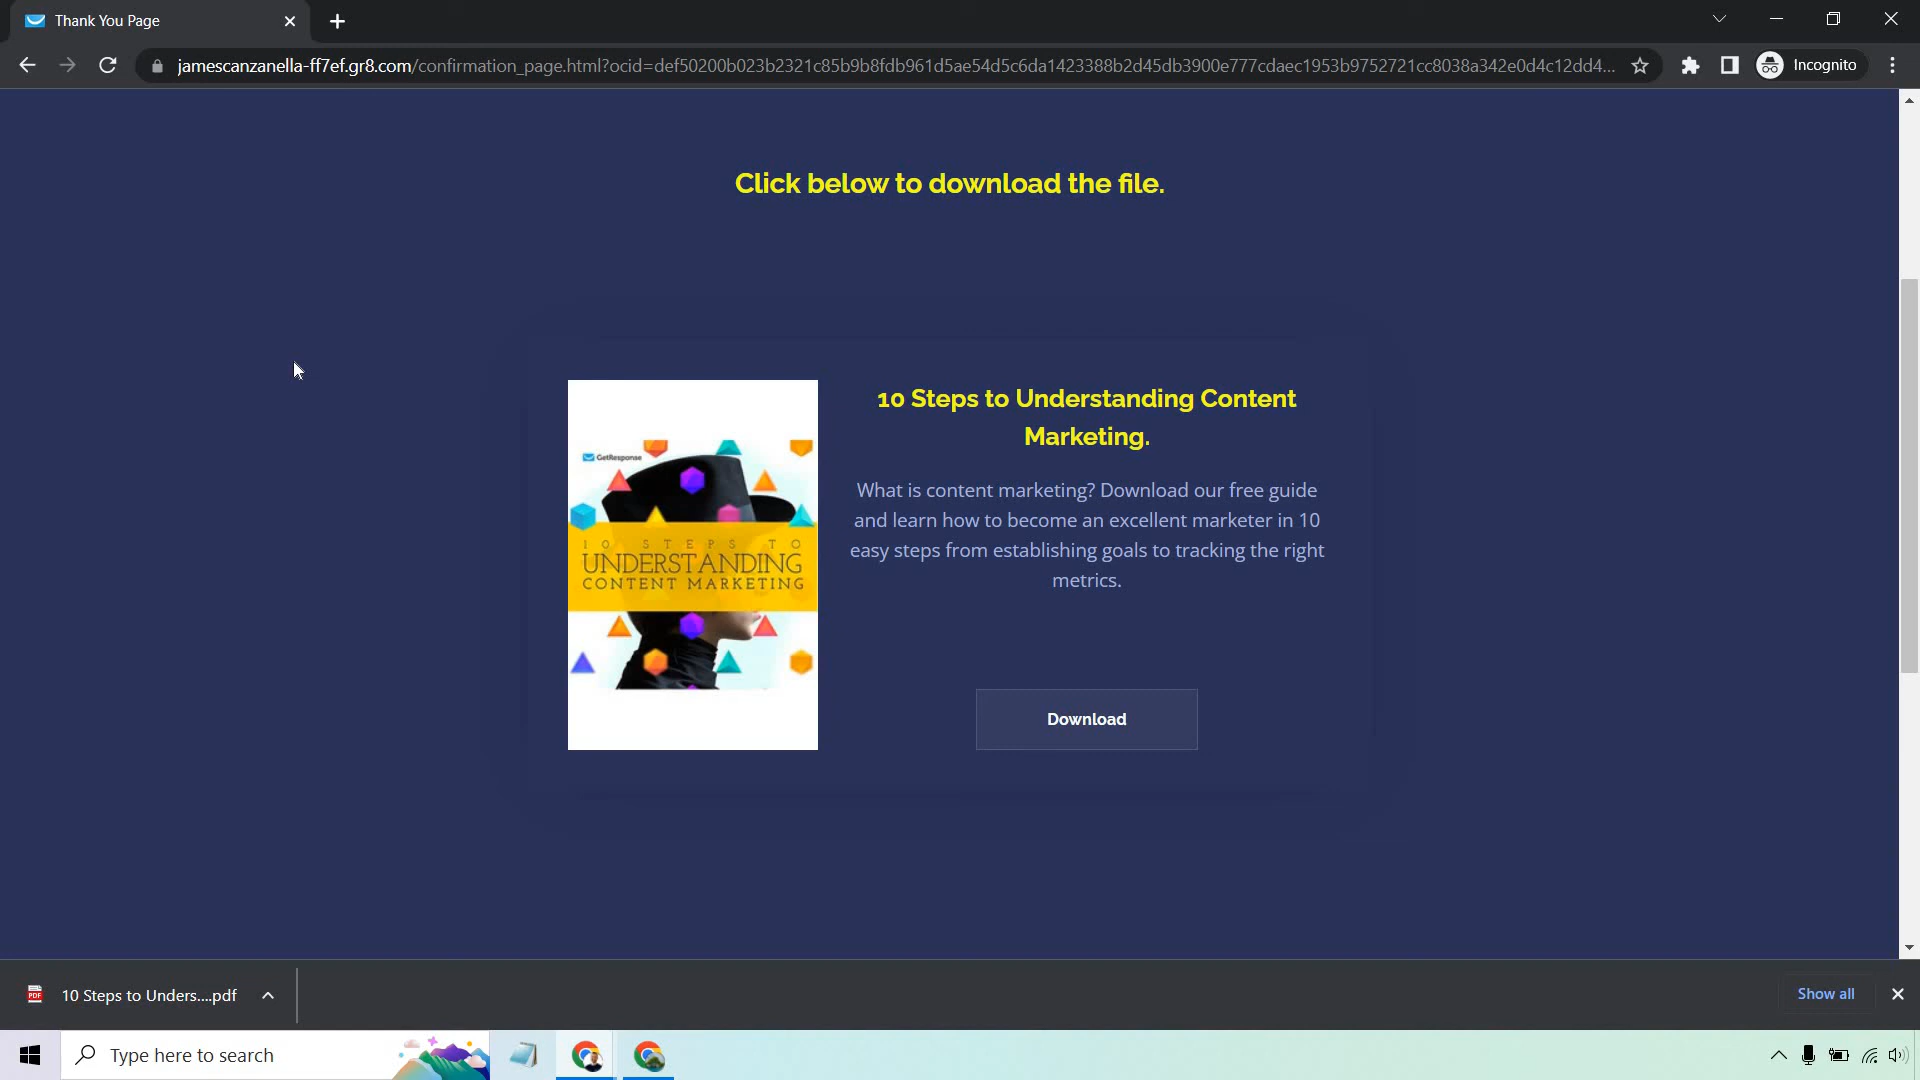 Thank You Page
jamescanzanella-ff7ef.gr8.com/confirmation_page.html?ocid=def50200b023b2321c85b9b8fdb961d5ae54d5c6da1423388b2d45db3900e777cdaec1953b9752721cc8038a342e0d4c12dd4...
Incognito
Click below to download the file.
10 Steps to Understanding Content
Marketing.
What is content marketing? Download our free guide
and learn how to become an excellent marketer in 10
easy steps from establishing goals to tracking the right
metrics.
Download
GetResponse
10 STEPS TO
UNDERSTANDING
CONTENT MARKETING
PDF
10 Steps to Unders....pdf
Show all
Type here to search